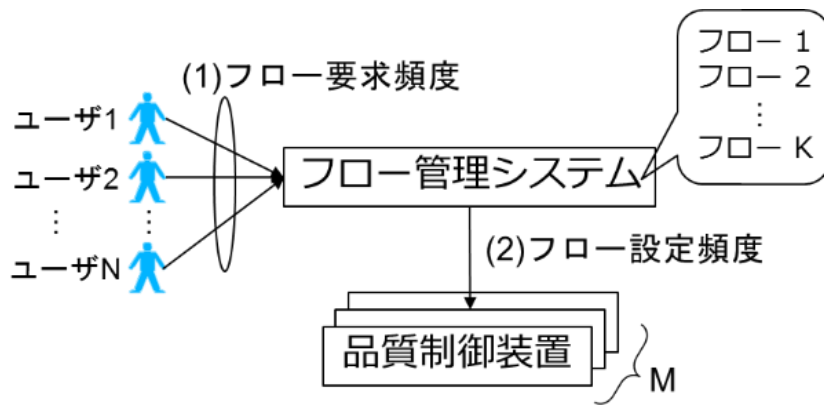 (1)フロー要求頻度
ユーザ1
ユーザ2
⋮
ユーザN
⋮
フロー管理システム
フロー 1
フロー 2
⋮
フロー K
(2)フロー設定頻度
品質制御装置
M